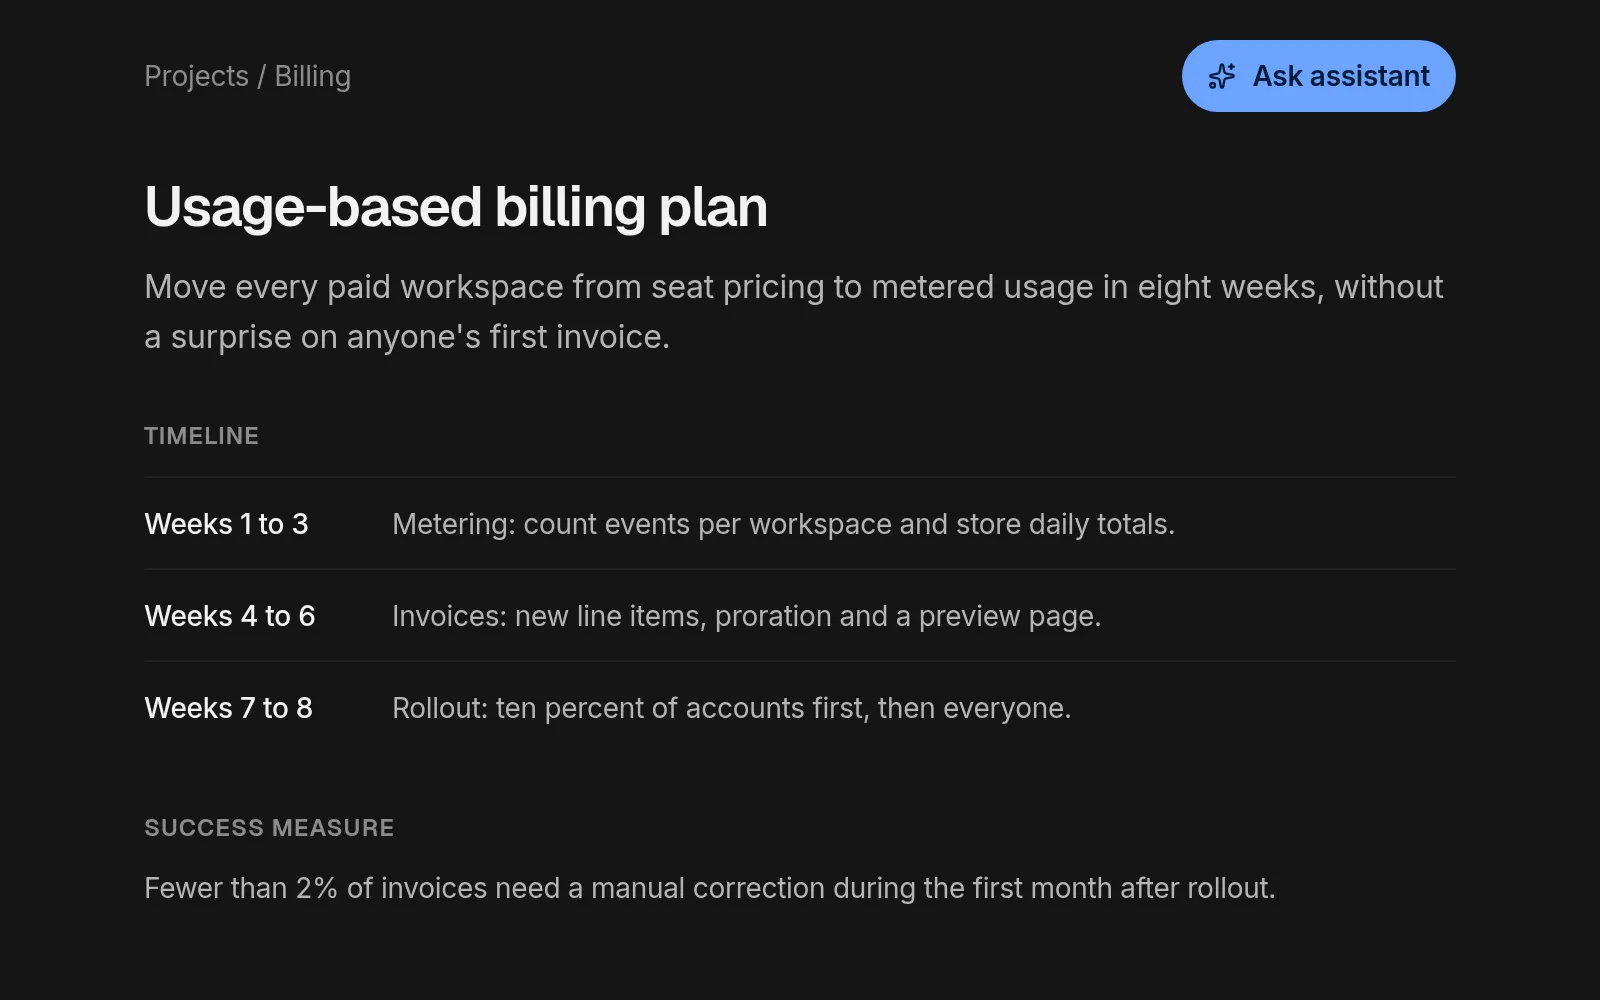 Projects / Billing
Ask assistant
Usage-based billing plan
Move every paid workspace from seat pricing to metered usage in eight weeks, without
a surprise on anyone's first invoice.
TIMELINE
Weeks 1 to 3 Metering: count events per workspace and store daily totals.
Weeks 4 to 6 Invoices: new line items, proration and a preview page.
Weeks 7 to 8 Rollout: ten percent of accounts first, then everyone.
SUCCESS MEASURE
Fewer than 2% of invoices need a manual correction during the first month after rollout.